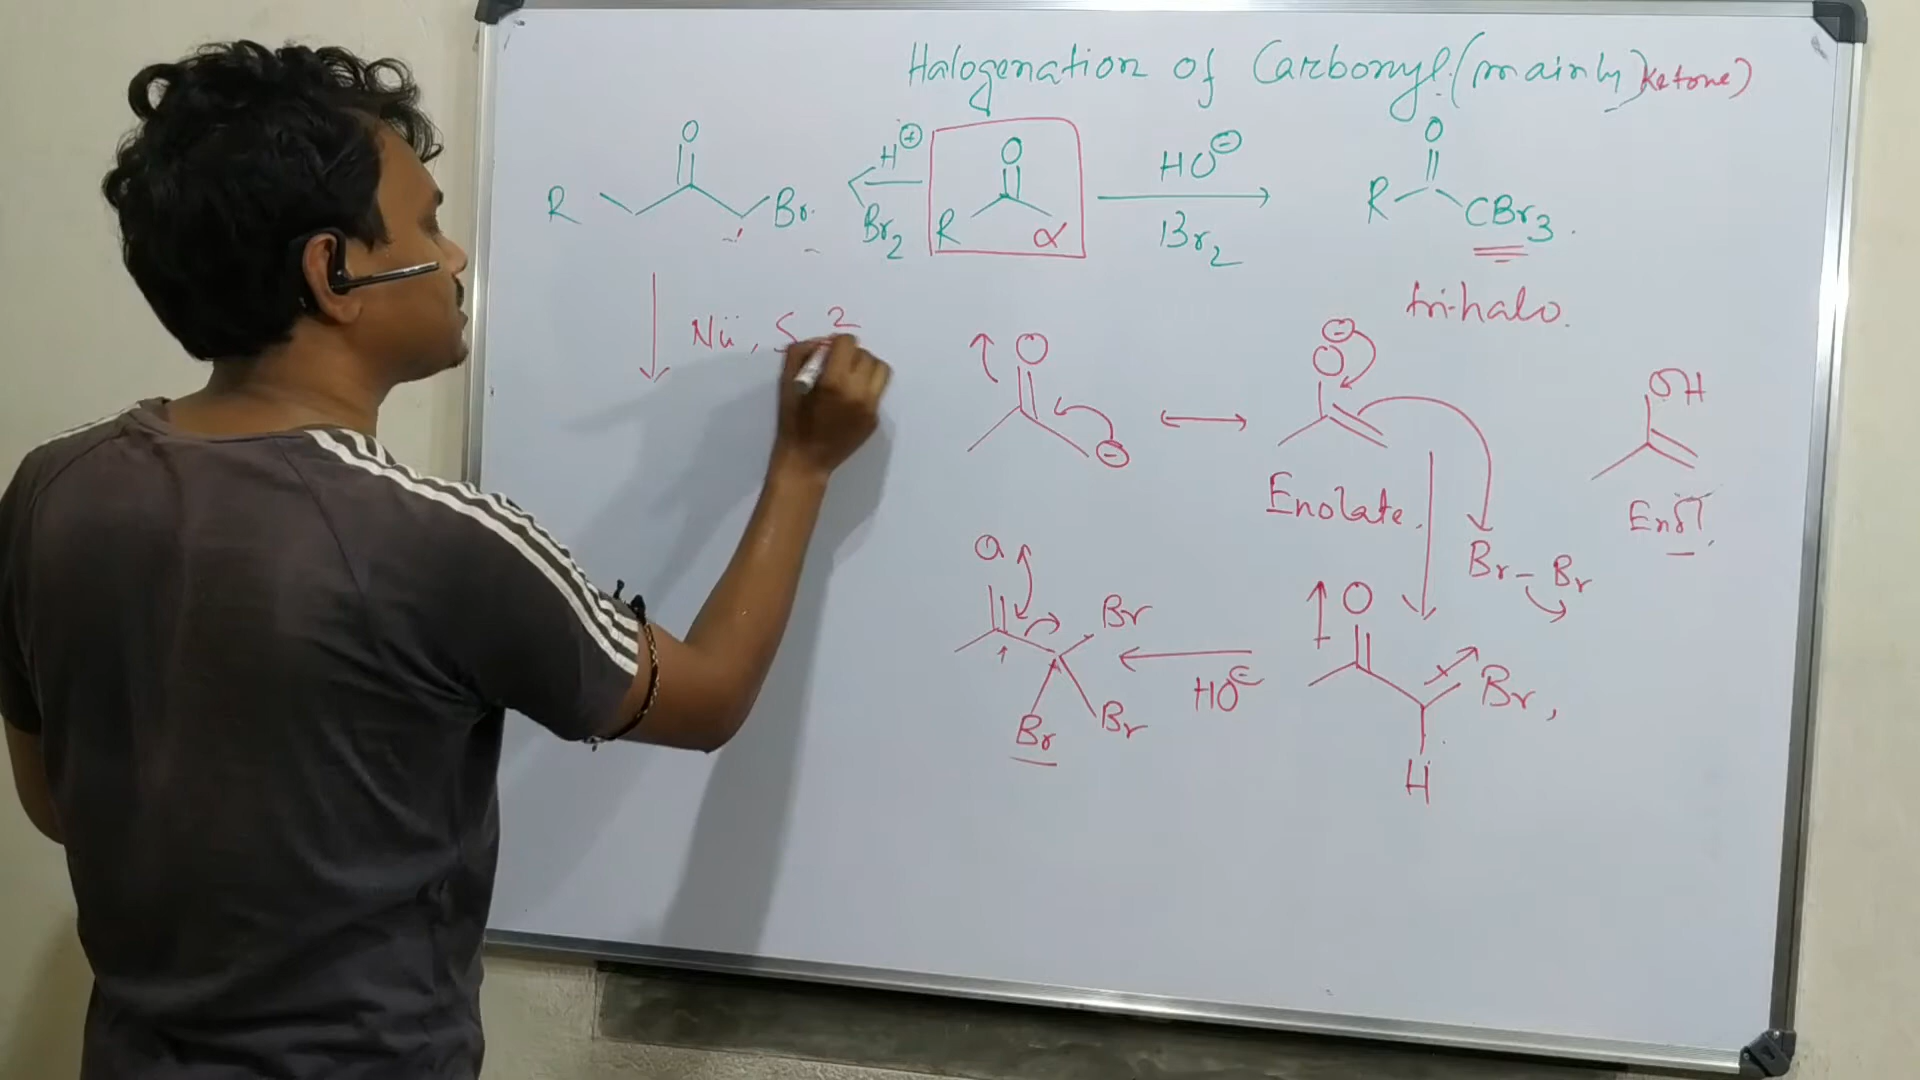 Halogenation of Carbonyl. (mainly ketone)
O
R Br.
H⊕
Br2
O
R α
HO⊖
Br2
O
R CBr3.
tri-halo.
Nü, S 2
O
⊖
⊖
O
Enolate.
OH
Enol.
Br - Br
O
Br,
H
HO⊖
O
Br
Br
Br